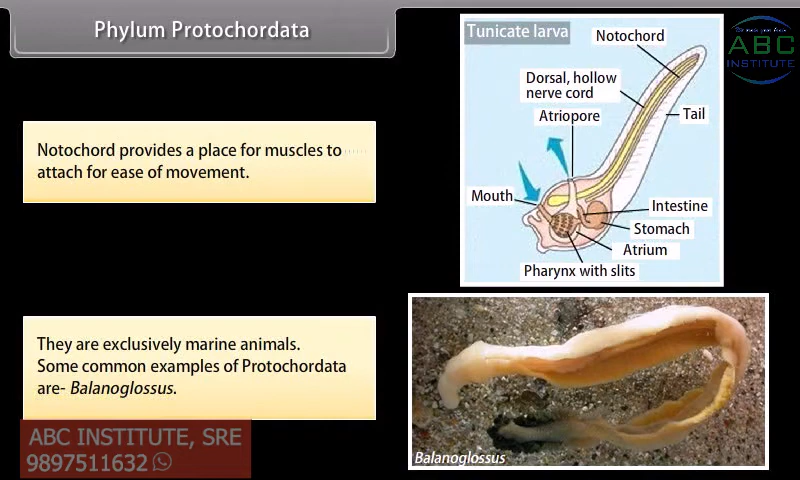 Phylum Protochordata
Tunicate larva
Notochord
ABC
INSTITUTE
Dorsal, hollow
nerve cord
Atriopore
Tail
Notochord provides a place for muscles to
attach for ease of movement.
Mouth
Intestine
Stomach
Atrium
Pharynx with slits
They are exclusively marine animals.
Some common examples of Protochordata
are- Balanoglossus.
ABC INSTITUTE, SRE
9897511632
Balanoglossus